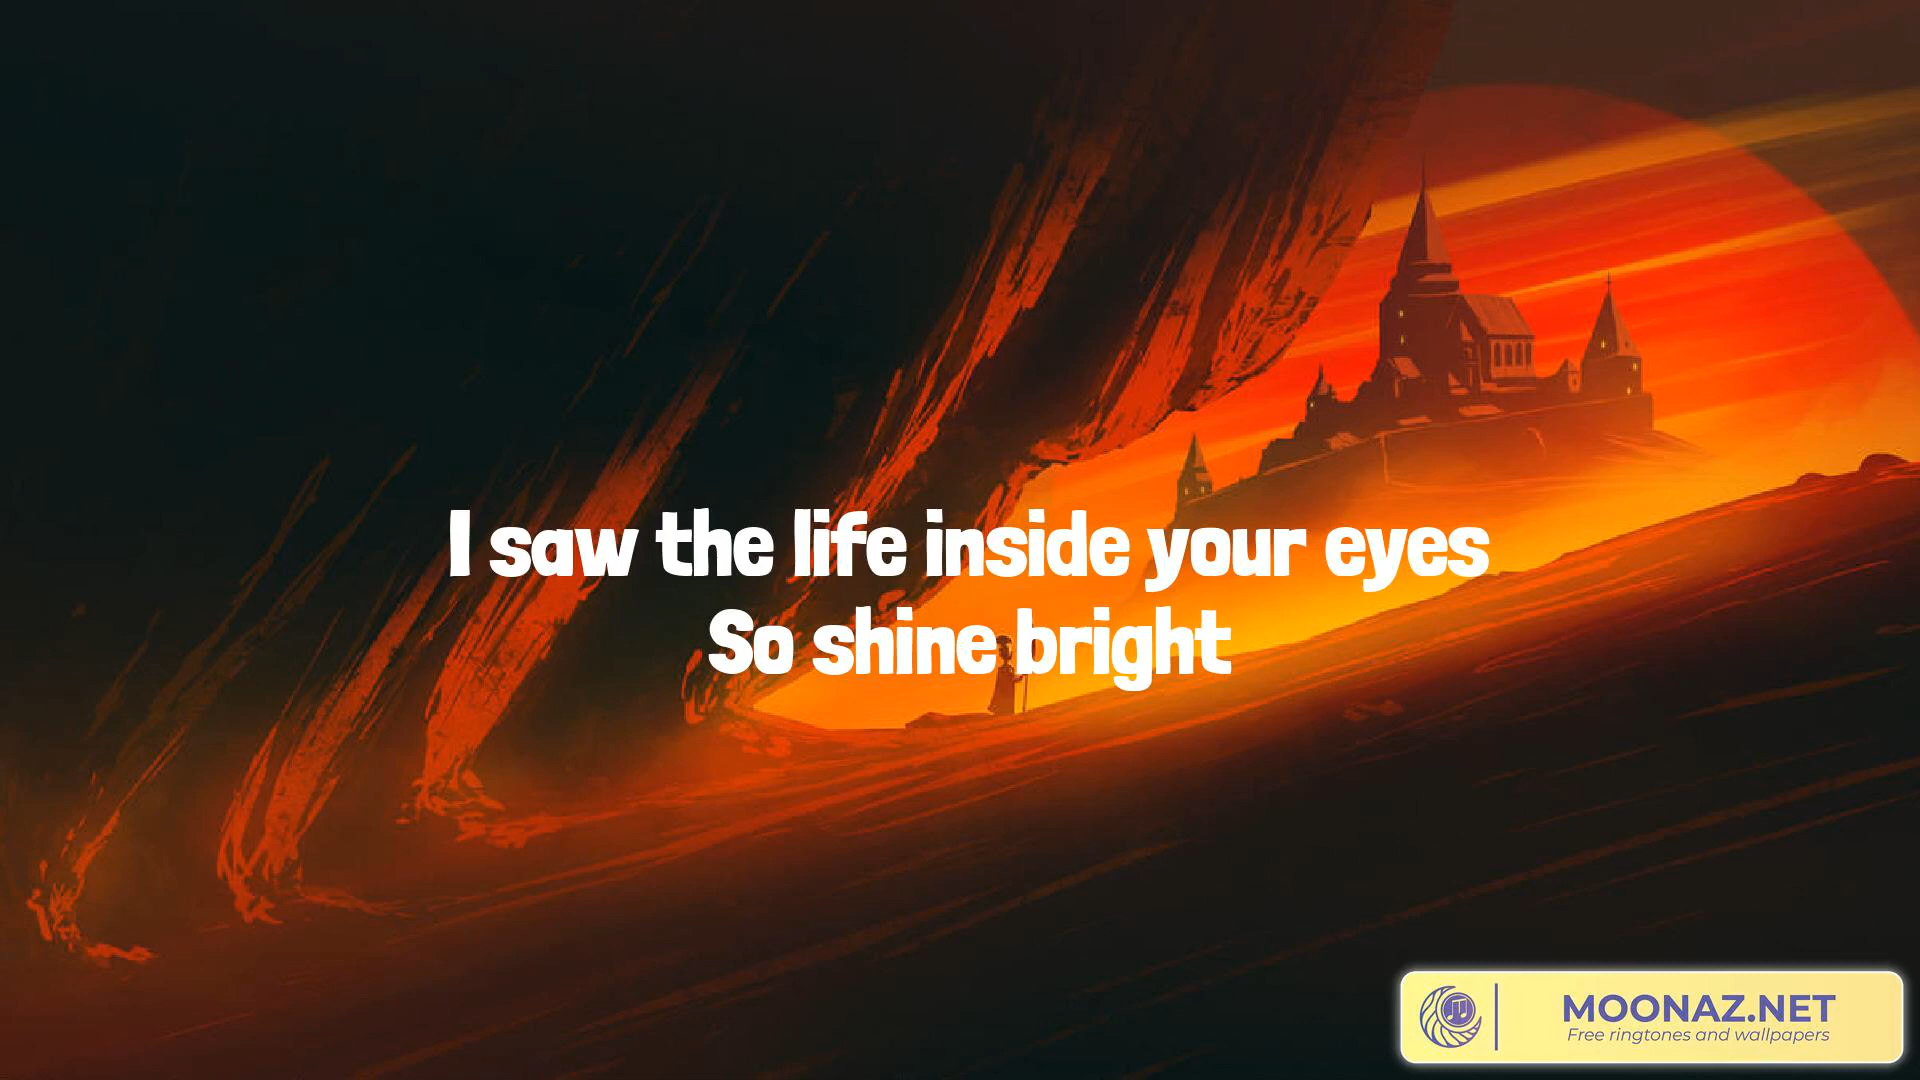 I saw the life inside your eyes
So shine bright
MOONAZ.NET
Free ringtones and wallpapers